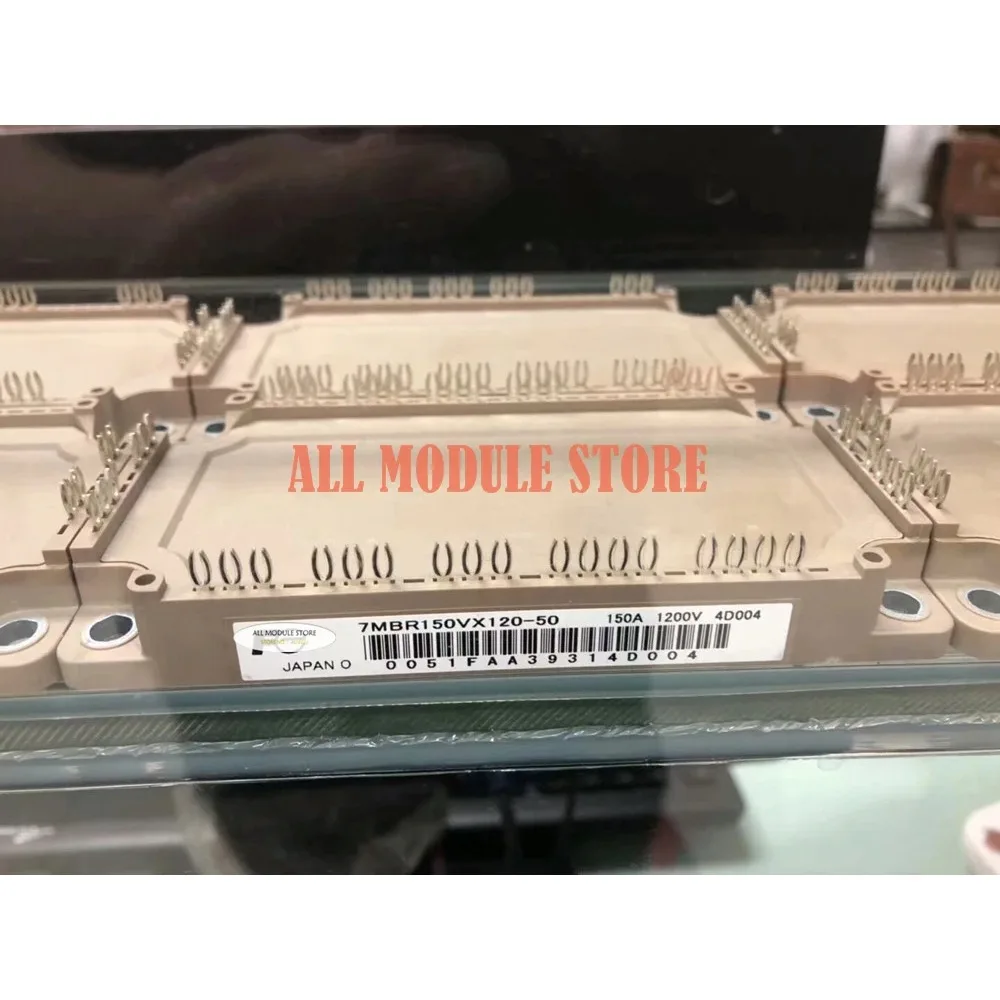 ALL MODULE STORE
7MBR150VX120-50 150A 1200V 4D004
ALL MODULE STORE
JAPAN O
0051FAA39314D004